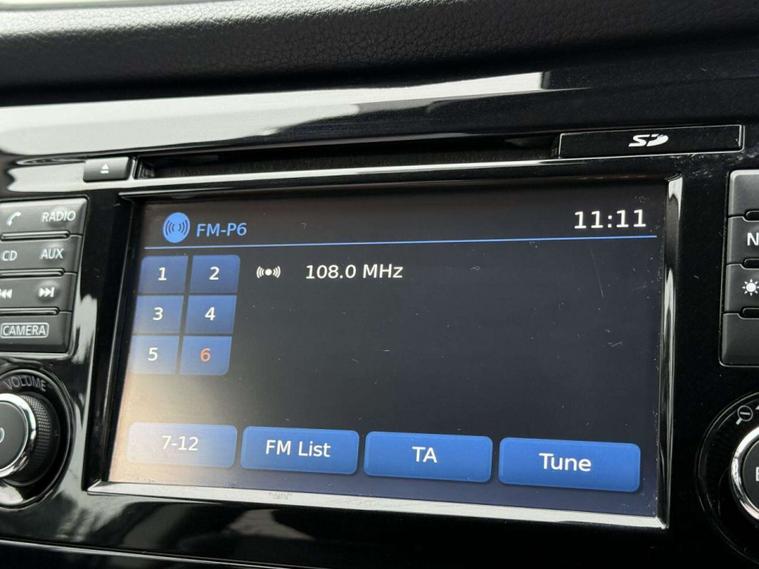 SD
RADIO
CD AUX
CAMERA
VOLUME
FM-P6
11:11
1 2
108.0 MHz
3 4
5 6
7-12
FM List
TA
Tune